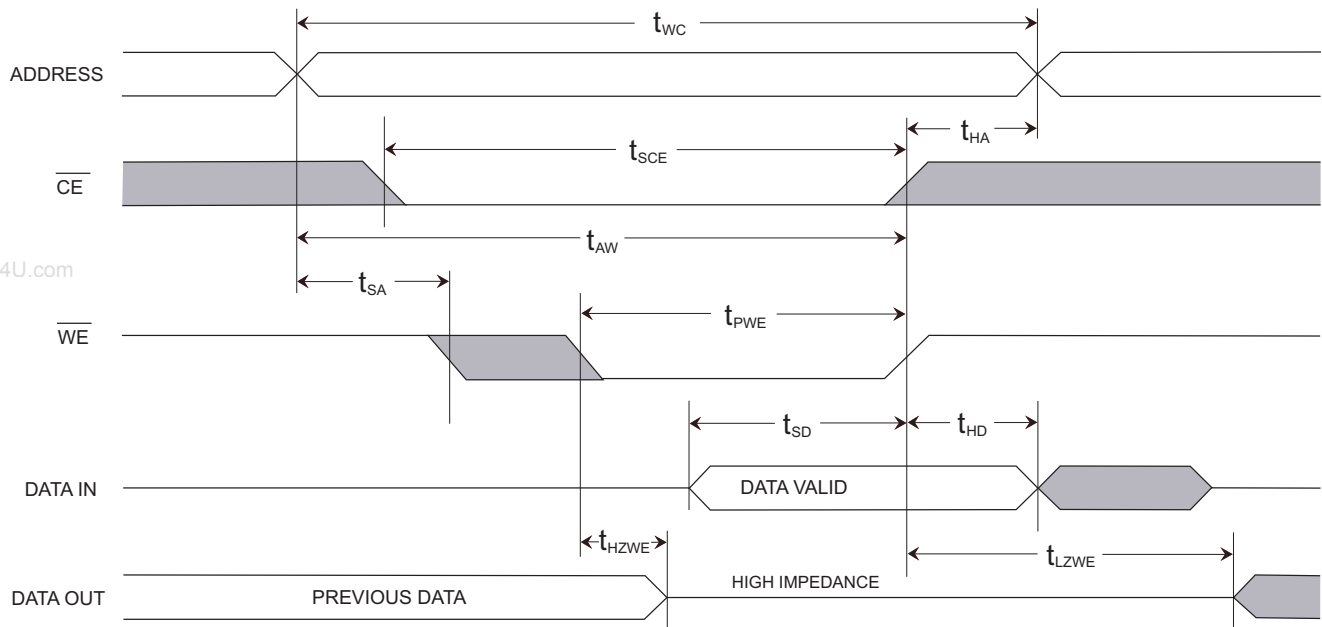 tWC
ADDRESS
tHA
tSCE
CE
tAW
4U.com
tSA
tPWE
WE
tSD
tHD
DATA IN
DATA VALID
tHZWE
tLZWE
HIGH IMPEDANCE
DATA OUT
PREVIOUS DATA